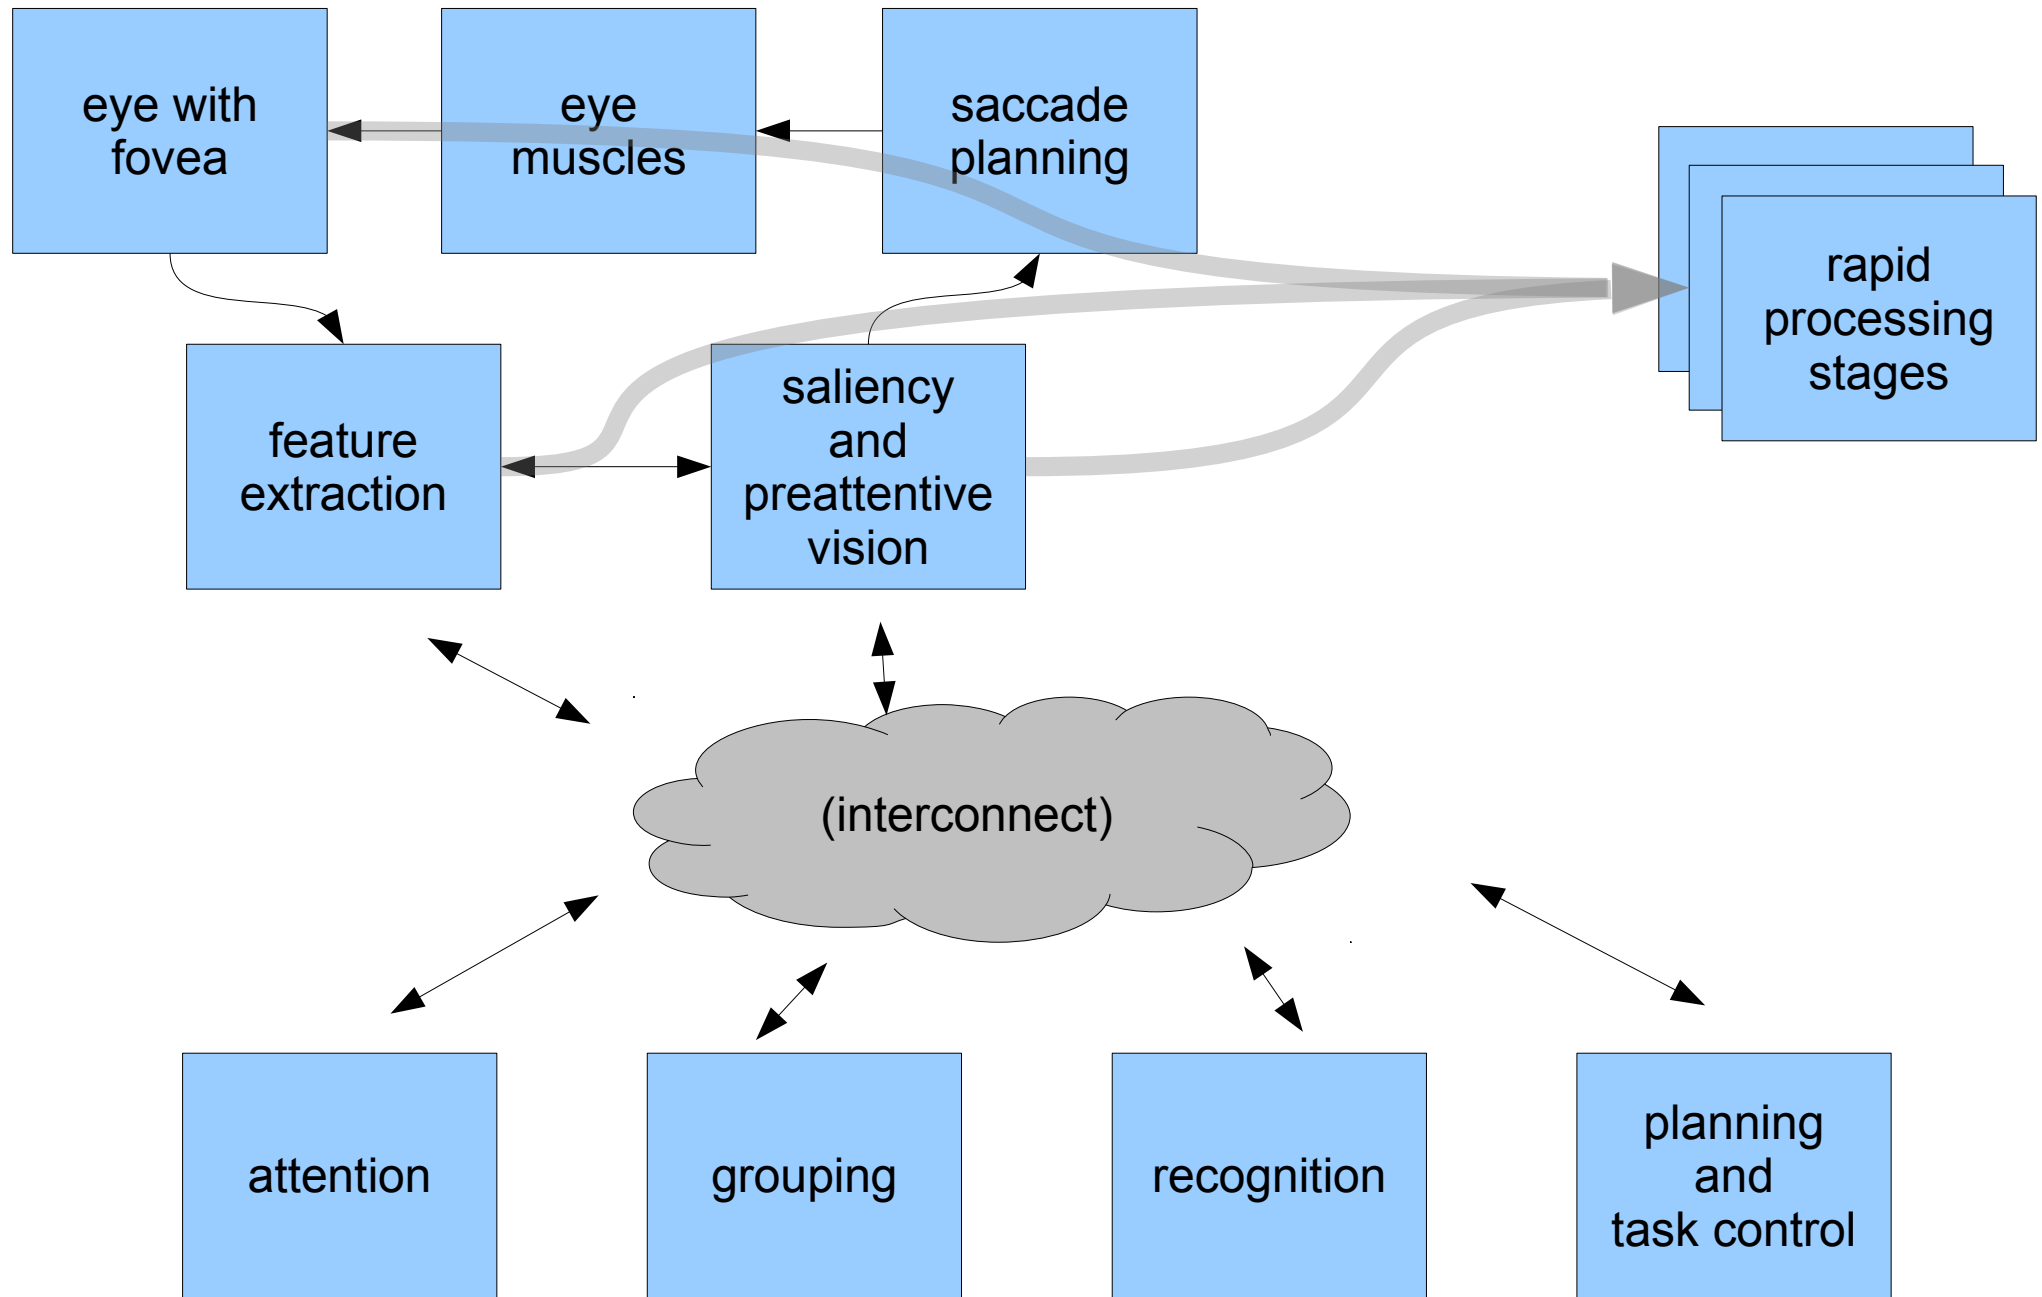 eye with
fovea
eye
muscles
saccade
planning
rapid
processing
stages
feature
extraction
saliency
and
preattentive
vision
(interconnect)
attention
grouping
recognition
planning
and
task control